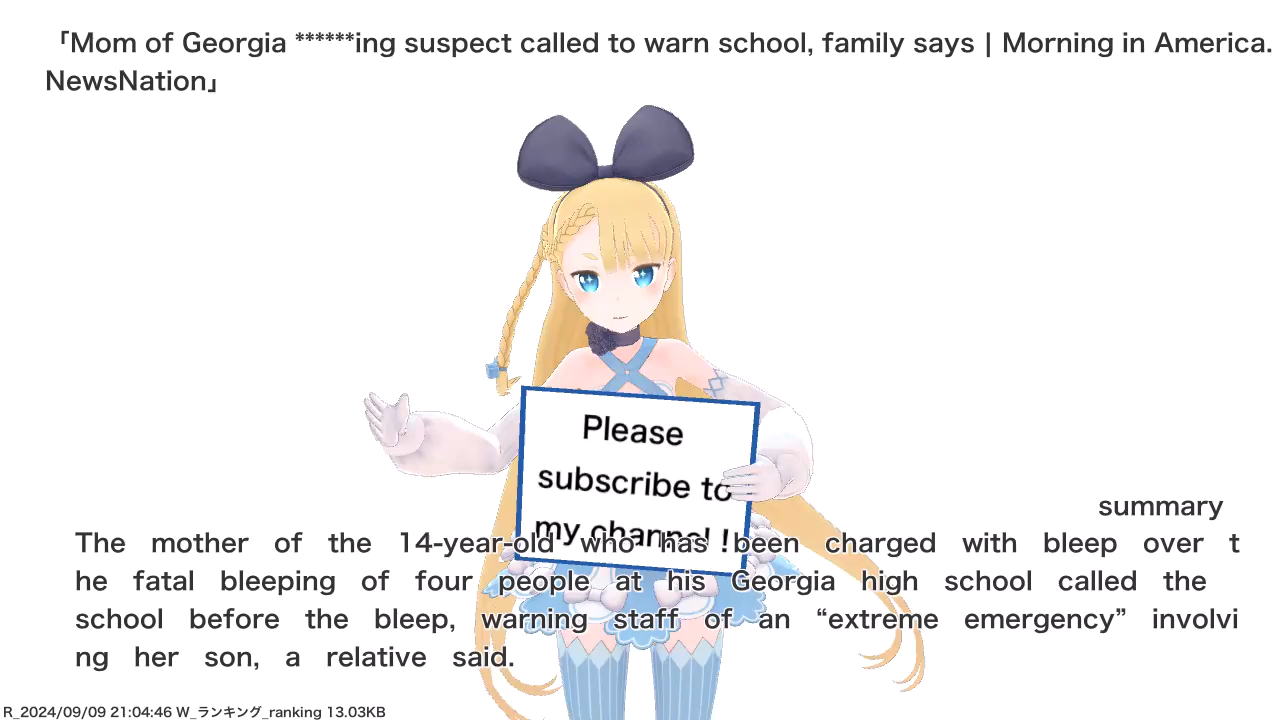 「Mom of Georgia ******ing suspect called to warn school, family says | Morning in America.
NewsNation」
Please
subscribe to
my channel !
summary
The mother of the 14-year-old who has been charged with bleep over t
he fatal bleeping of four people at his Georgia high school called the
school before the bleep, warning staff of an “extreme emergency” involvi
ng her son, a relative said.
R_2024/09/09 21:04:46 W_ランキング_ranking 13.03KB